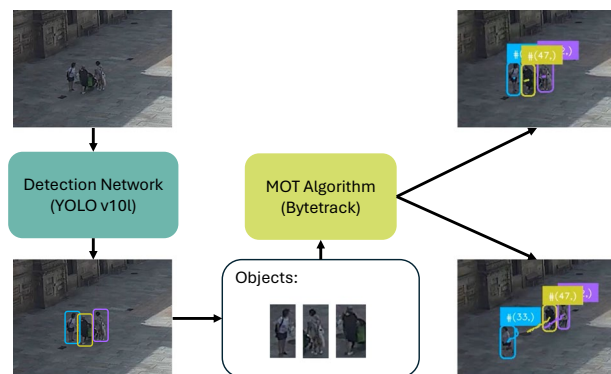 Detection Network
(YOLO v10l)
MOT Algorithm
(Bytetrack)
Objects:
#(47,)
#(47,)
#(33,)